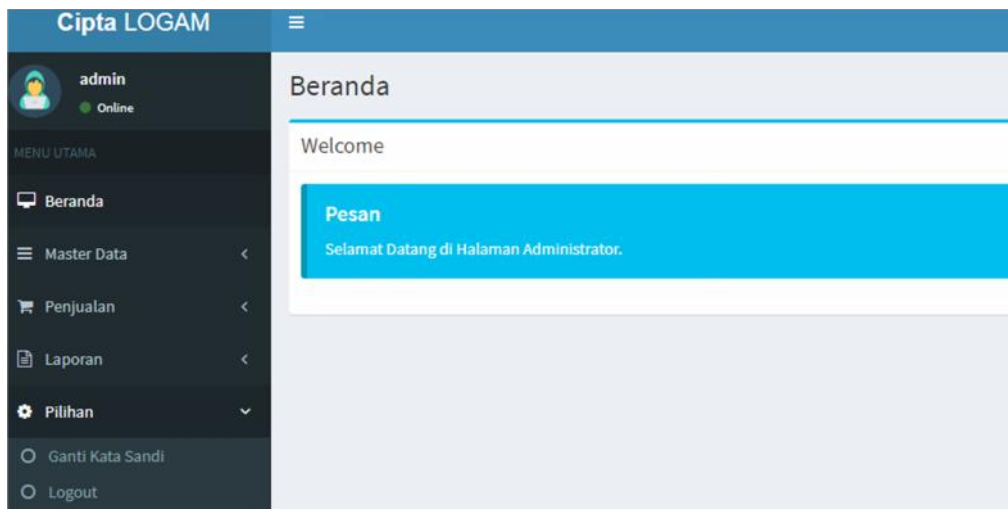 Cipta LOGAM
admin
Online
MENU UTAMA
Beranda
Master Data
Penjualan
Laporan
Pilihan
Ganti Kata Sandi
Logout
Beranda
Welcome
Pesan
Selamat Datang di Halaman Administrator.